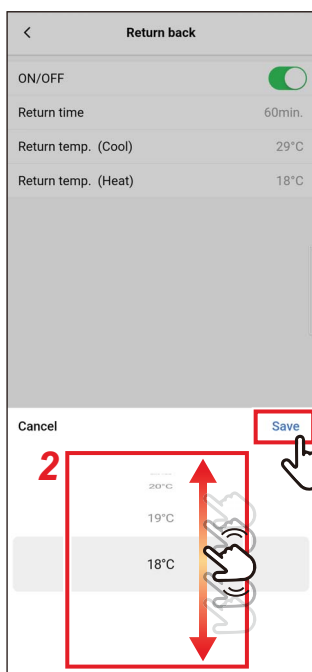 Return back
ON/OFF
Return time 60min.
Return temp. (Cool) 29°C
Return temp. (Heat) 18°C
Cancel Save
2
20°C
19°C
18°C